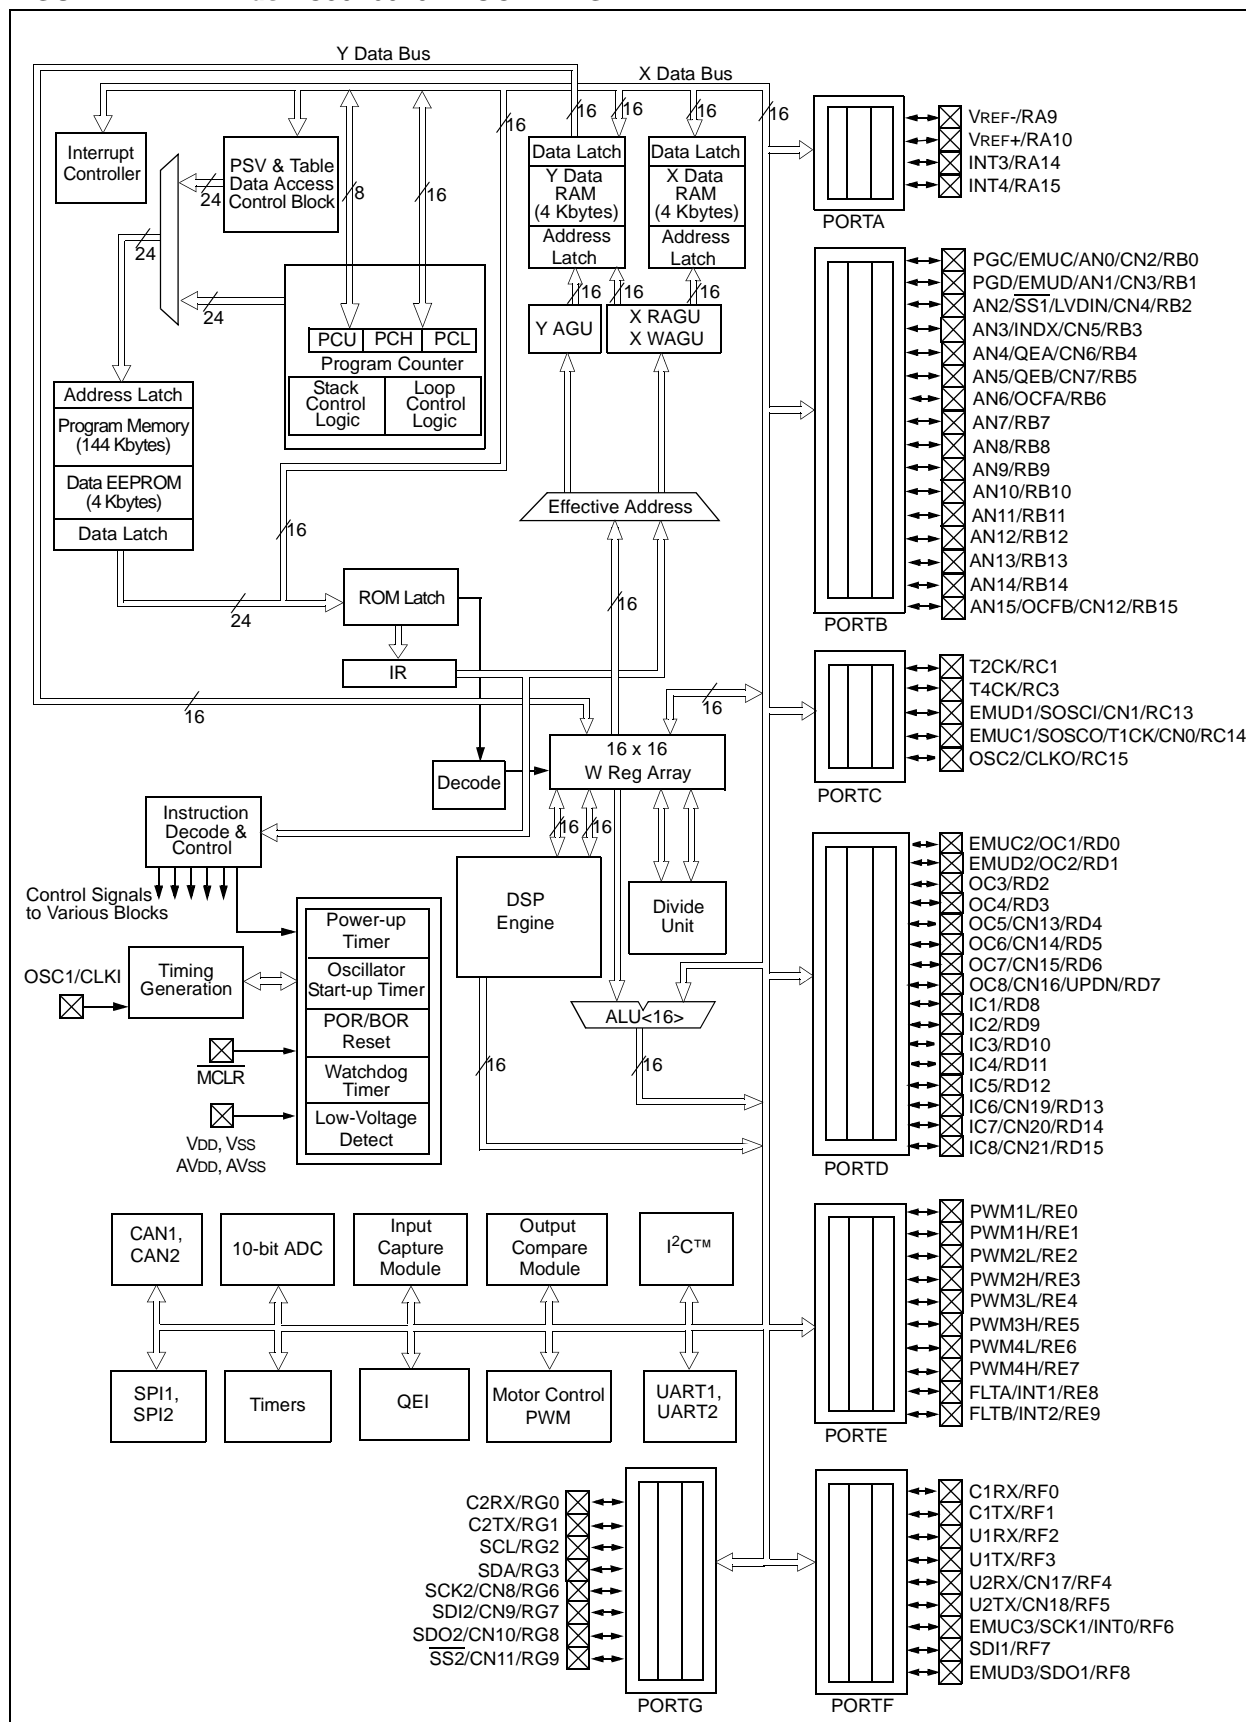 Y Data Bus
X Data Bus
16
16
16
16
16
Interrupt
Controller
PSV & Table
Data Access
Control Block
24
24
8
16
24
Data Latch
Y Data
RAM
(4 Kbytes)
Address
Latch
Data Latch
X Data
RAM
(4 Kbytes)
Address
Latch
16
16
16
Y AGU
X RAGU
X WAGU
PCU
PCH
PCL
Program Counter
Stack
Control
Logic
Loop
Control
Logic
Address Latch
Program Memory
(144 Kbytes)
Data EEPROM
(4 Kbytes)
Data Latch
16
Effective Address
24
ROM Latch
16
IR
16
16
16 x 16
W Reg Array
Decode
Instruction
Decode &
Control
16
16
Control Signals
to Various Blocks
DSP
Engine
Divide
Unit
Power-up
Timer
Oscillator
Start-up Timer
POR/BOR
Reset
Watchdog
Timer
Low-Voltage
Detect
OSC1/CLKI
Timing
Generation
MCLR
VDD, VSS
AVDD, AVSS
ALU<16>
16
16
CAN1,
CAN2
10-bit ADC
Input
Capture
Module
Output
Compare
Module
I2C™
SPI1,
SPI2
Timers
QEI
Motor Control
PWM
UART1,
UART2
VREF-/RA9
VREF+/RA10
INT3/RA14
INT4/RA15
PORTA
PGC/EMUC/AN0/CN2/RB0
PGD/EMUD/AN1/CN3/RB1
AN2/SS1/LVDIN/CN4/RB2
AN3/INDX/CN5/RB3
AN4/QEA/CN6/RB4
AN5/QEB/CN7/RB5
AN6/OCFA/RB6
AN7/RB7
AN8/RB8
AN9/RB9
AN10/RB10
AN11/RB11
AN12/RB12
AN13/RB13
AN14/RB14
AN15/OCFB/CN12/RB15
PORTB
T2CK/RC1
T4CK/RC3
EMUD1/SOSCI/CN1/RC13
EMUC1/SOSCO/T1CK/CN0/RC14
OSC2/CLKO/RC15
PORTC
EMUC2/OC1/RD0
EMUD2/OC2/RD1
OC3/RD2
OC4/RD3
OC5/CN13/RD4
OC6/CN14/RD5
OC7/CN15/RD6
OC8/CN16/UPDN/RD7
IC1/RD8
IC2/RD9
IC3/RD10
IC4/RD11
IC5/RD12
IC6/CN19/RD13
IC7/CN20/RD14
IC8/CN21/RD15
PORTD
PWM1L/RE0
PWM1H/RE1
PWM2L/RE2
PWM2H/RE3
PWM3L/RE4
PWM3H/RE5
PWM4L/RE6
PWM4H/RE7
FLTA/INT1/RE8
FLTB/INT2/RE9
PORTE
C2RX/RG0
C2TX/RG1
SCL/RG2
SDA/RG3
SCK2/CN8/RG6
SDI2/CN9/RG7
SDO2/CN10/RG8
SS2/CN11/RG9
PORTG
C1RX/RF0
C1TX/RF1
U1RX/RF2
U1TX/RF3
U2RX/CN17/RF4
U2TX/CN18/RF5
EMUC3/SCK1/INT0/RF6
SDI1/RF7
EMUD3/SDO1/RF8
PORTF